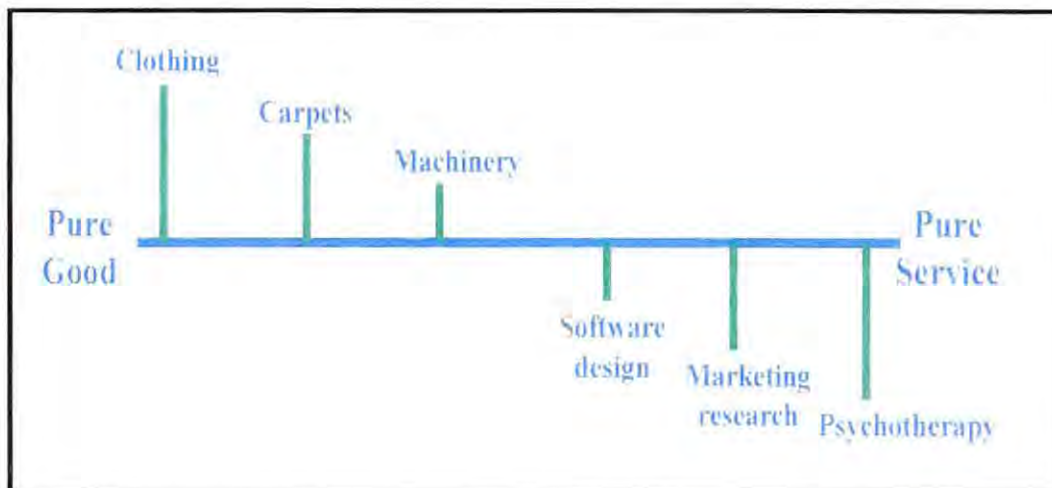 Clothing
Carpets
Machinery
Pure
Good
Pure
Service
Software
design
Marketing
research
Psychotherapy